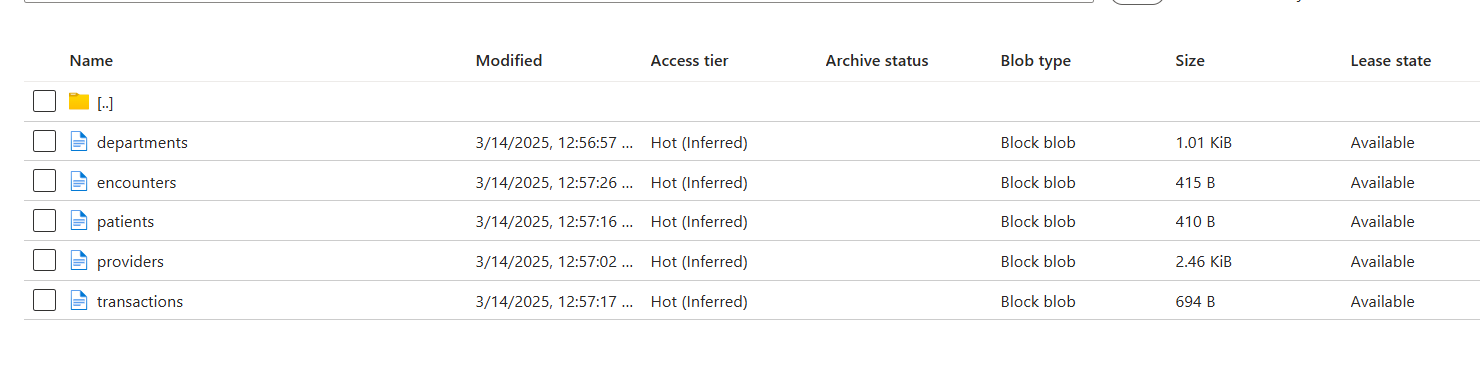 Name Modified Access tier Archive status Blob type Size Lease state
[..]
departments 3/14/2025, 12:56:57 ... Hot (Inferred) Block blob 1.01 KiB Available
encounters 3/14/2025, 12:57:26 ... Hot (Inferred) Block blob 415 B Available
patients 3/14/2025, 12:57:16 ... Hot (Inferred) Block blob 410 B Available
providers 3/14/2025, 12:57:02 ... Hot (Inferred) Block blob 2.46 KiB Available
transactions 3/14/2025, 12:57:17 ... Hot (Inferred) Block blob 694 B Available